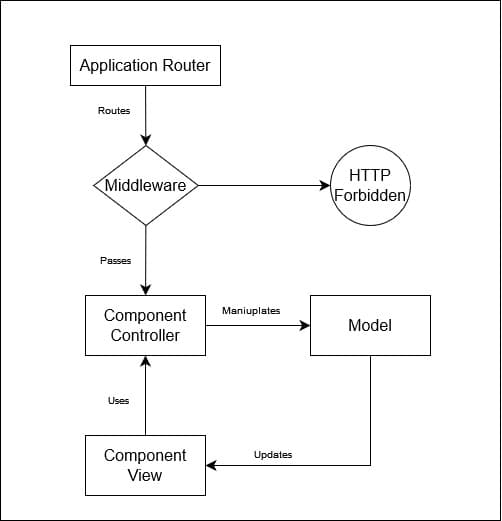 Application Router
Routes
Middleware
HTTP
Forbidden
Passes
Component
Controller
Maniuplates
Model
Uses
Component
View
Updates